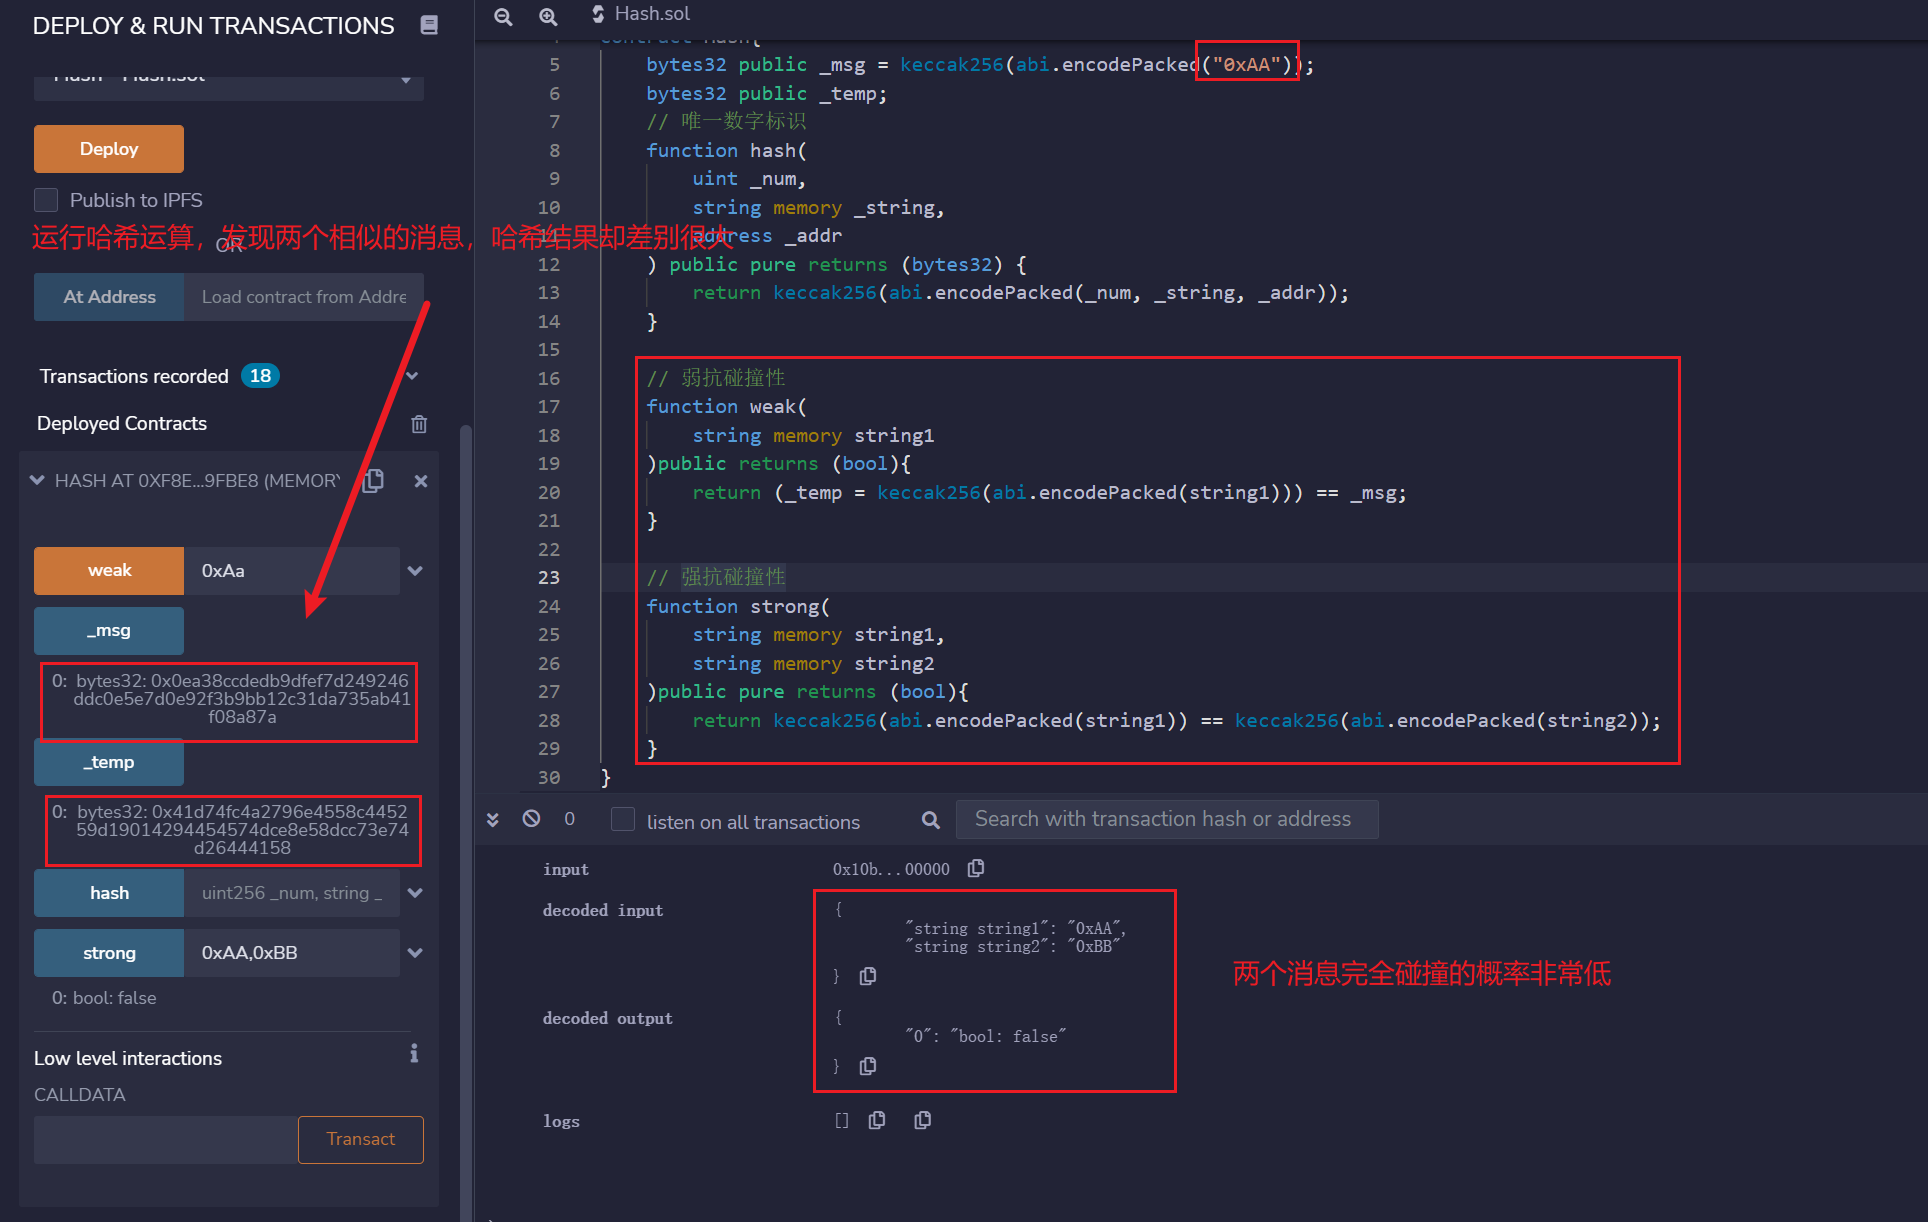 DEPLOY & RUN TRANSACTIONS
Hash - Hash.sol
Deploy
Publish to IPFS
运行哈希运算，发现两个相似的消息，哈希结果却差别很大
OR
At Address
Load contract from Addre
Transactions recorded 18
Deployed Contracts
HASH AT 0XF8E...9FBE8 (MEMORY
weak 0xAa
_msg
0: bytes32: 0x0ea38ccdedb9dfef7d249246
ddc0e5e7d0e92f3b9bb12c31da735ab41
f08a87a
_temp
0: bytes32: 0x41d74fc4a2796e4558c4452
59d19014294454574dce8e58dcc73e74
d26444158
hash uint256 _num, string _
strong 0xAA,0xBB
0: bool: false
Low level interactions
CALLDATA
Transact
Hash.sol
4 contract Hash{
5 bytes32 public _msg = keccak256(abi.encodePacked("0xAA"));
6 bytes32 public _temp;
7 // 唯一数字标识
8 function hash(
9 uint _num,
10 string memory _string,
11 address _addr
12 ) public pure returns (bytes32) {
13 return keccak256(abi.encodePacked(_num, _string, _addr));
14 }
15
16 // 弱抗碰撞性
17 function weak(
18 string memory string1
19 )public returns (bool){
20 return (_temp = keccak256(abi.encodePacked(string1))) == _msg;
21 }
22
23 // 强抗碰撞性
24 function strong(
25 string memory string1,
26 string memory string2
27 )public pure returns (bool){
28 return keccak256(abi.encodePacked(string1)) == keccak256(abi.encodePacked(string2));
29 }
30 }
0 listen on all transactions
Search with transaction hash or address
input 0x10b...00000
decoded input {
"string string1": "0xAA",
"string string2": "0xBB"
}
两个消息完全碰撞的概率非常低
decoded output {
"0": "bool: false"
}
logs []